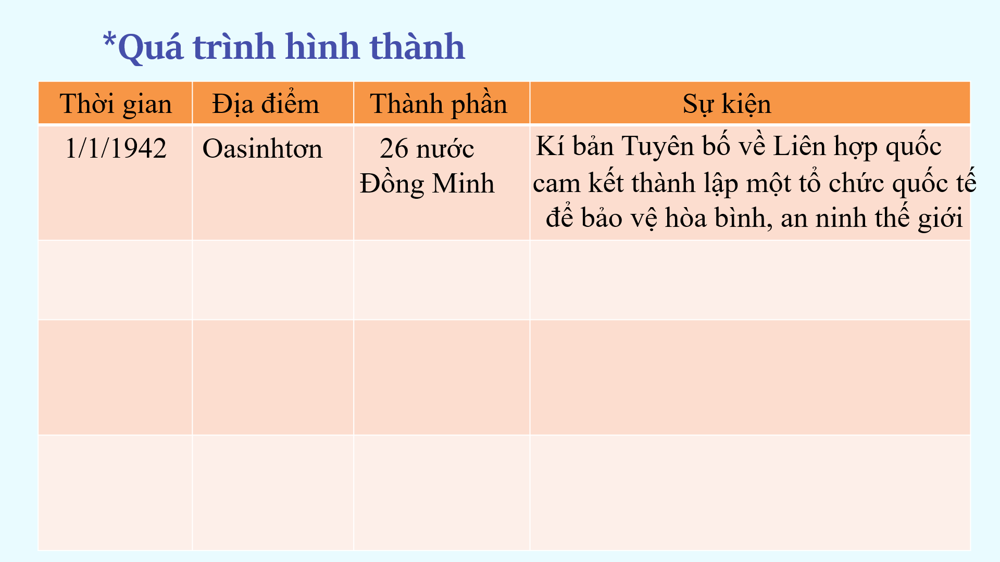 *Quá trình hình thành
Thời gian Địa điểm Thành phần Sự kiện
1/1/1942 Oasinhtơn 26 nước Kí bản Tuyên bố về Liên hợp quốc
Đồng Minh cam kết thành lập một tổ chức quốc tế
để bảo vệ hòa bình, an ninh thế giới